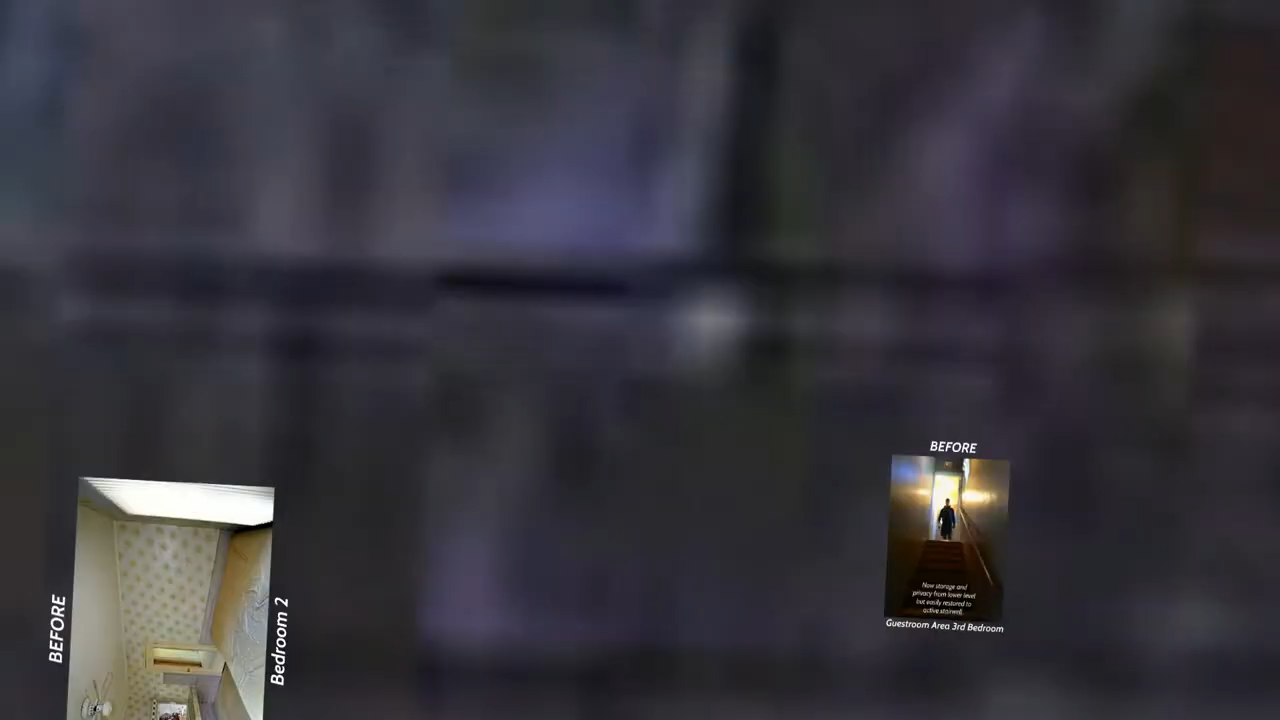 BEFORE
Now storage and
privacy from lower level
but easily restored to
active stairwell.
Guestroom Area 3rd Bedroom
BEFORE
Bedroom 2